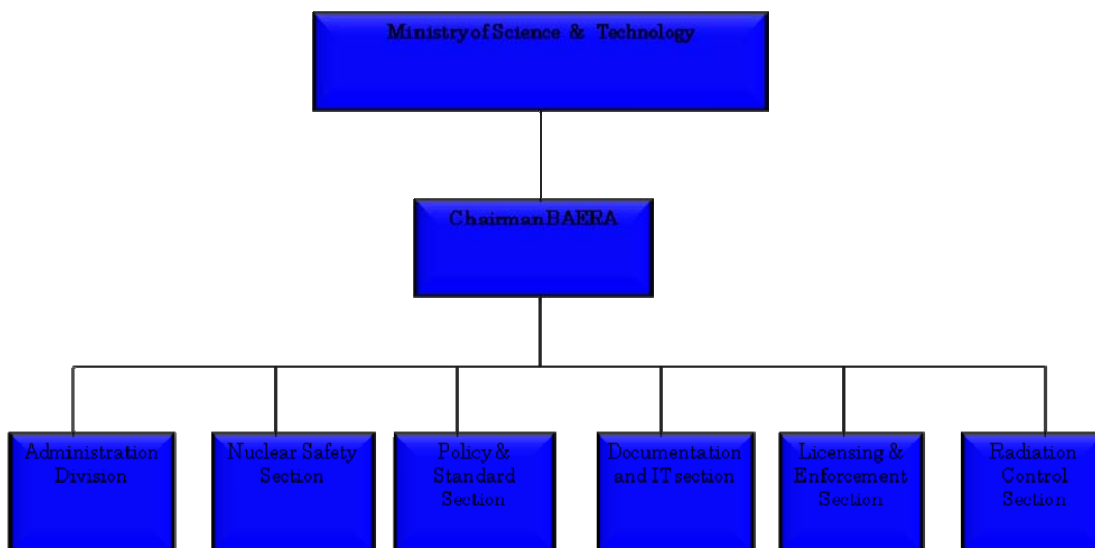 Ministry of Science & Technology
Chairman BAERA
Administration
Division
Nuclear Safety
Section
Policy &
Standard
Section
Documentation
and IT section
Licensing &
Enforcement
Section
Radiation
Control
Section